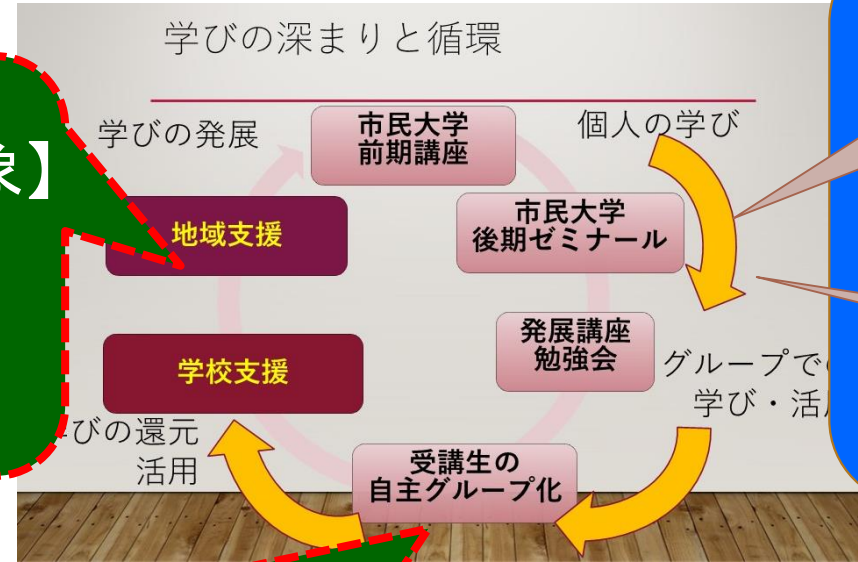 学びの深まりと循環
学びの発展
市民大学
前期講座
個人の学び
象】
地域支援
市民大学
後期ゼミナール
学校支援
発展講座
勉強会
グループで
学び・活
びの還元
活用
受講生の
自主グループ化